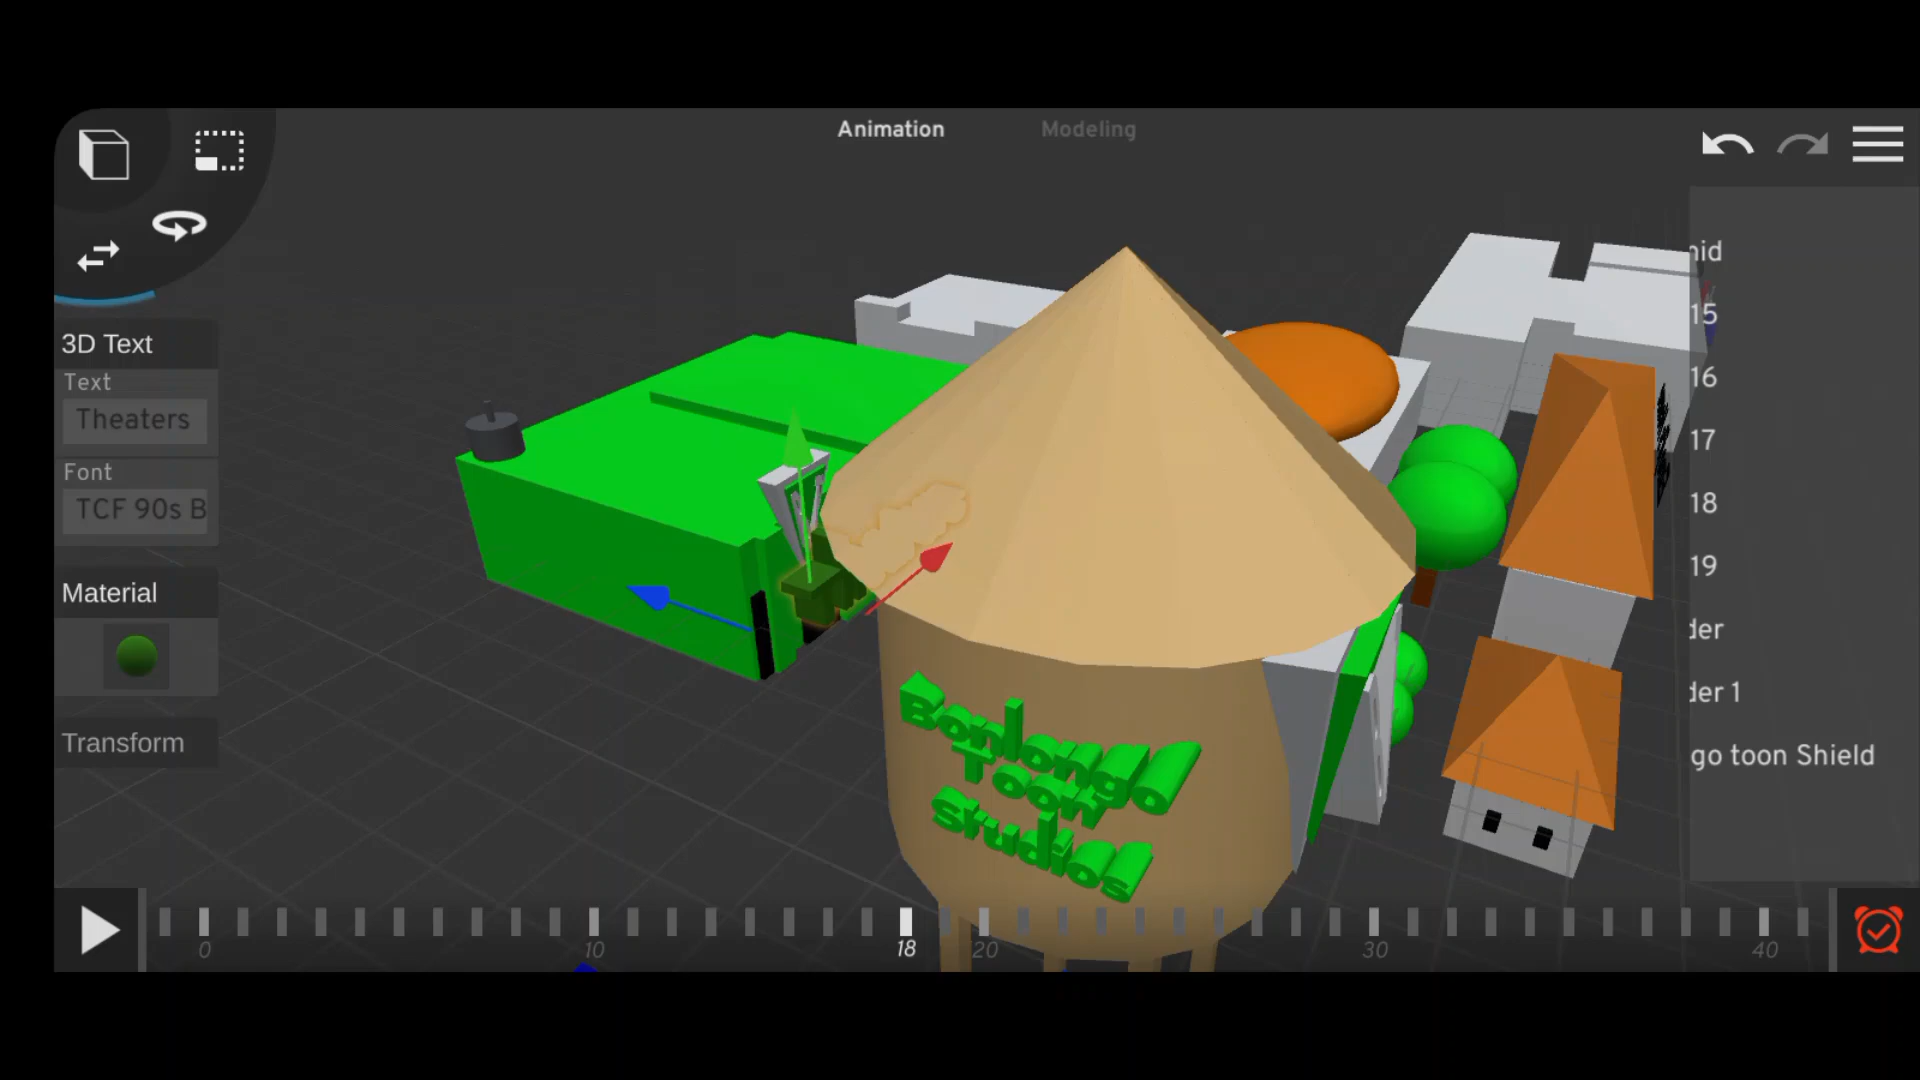 Animation
Modeling
3D Text
Text
Theaters
Font
TCF 90s B
Material
Transform
nid
15
16
17
18
19
der
der 1
go toon Shield
Bonlongo
Toon
Studios
0
10
18
20
30
40